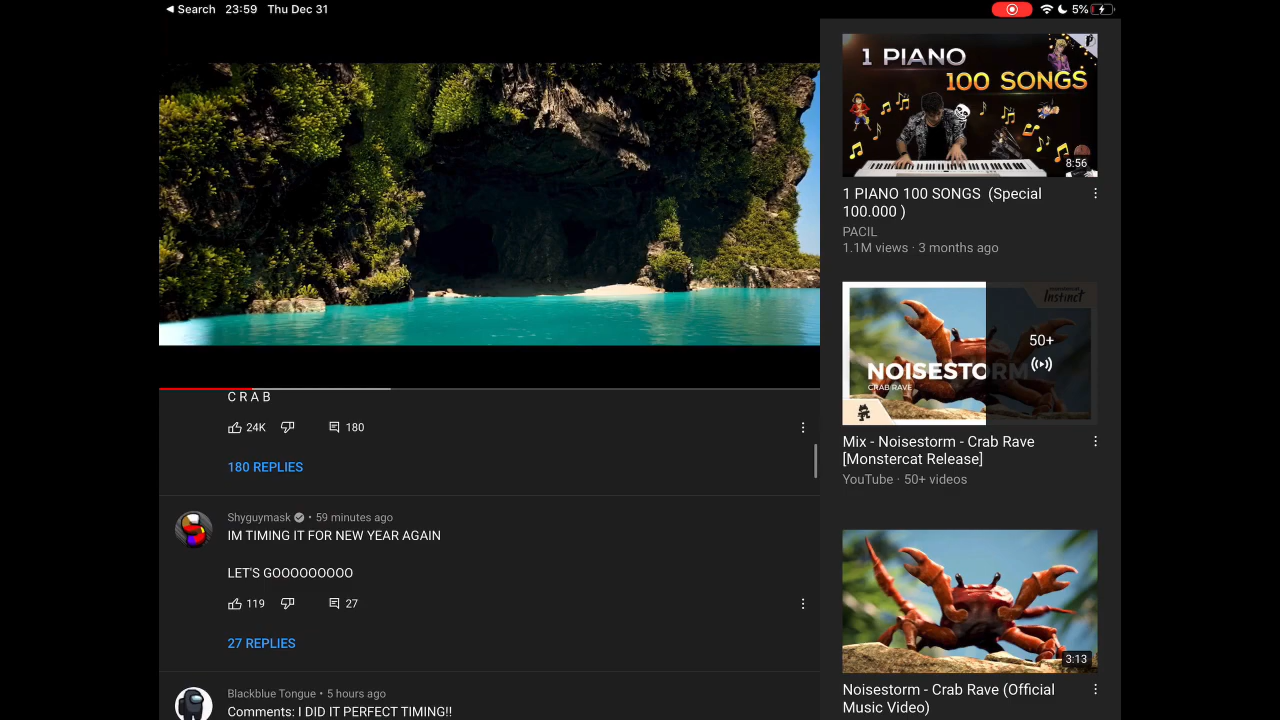 Search 23:59 Thu Dec 31
5%
C R A B
24K
180
180 REPLIES
Shyguymask • 59 minutes ago
IM TIMING IT FOR NEW YEAR AGAIN
LET'S GOOOOOOOOO
119
27
27 REPLIES
Blackblue Tongue • 5 hours ago
Comments: I DID IT PERFECT TIMING!!
1 PIANO
100 SONGS
8:56
1 PIANO 100 SONGS (Special
100.000 )
PACIL
1.1M views · 3 months ago
Instinct
50+
NOISESTORM
CRAB RAVE
Mix - Noisestorm - Crab Rave
[Monstercat Release]
YouTube · 50+ videos
3:13
Noisestorm - Crab Rave (Official
Music Video)